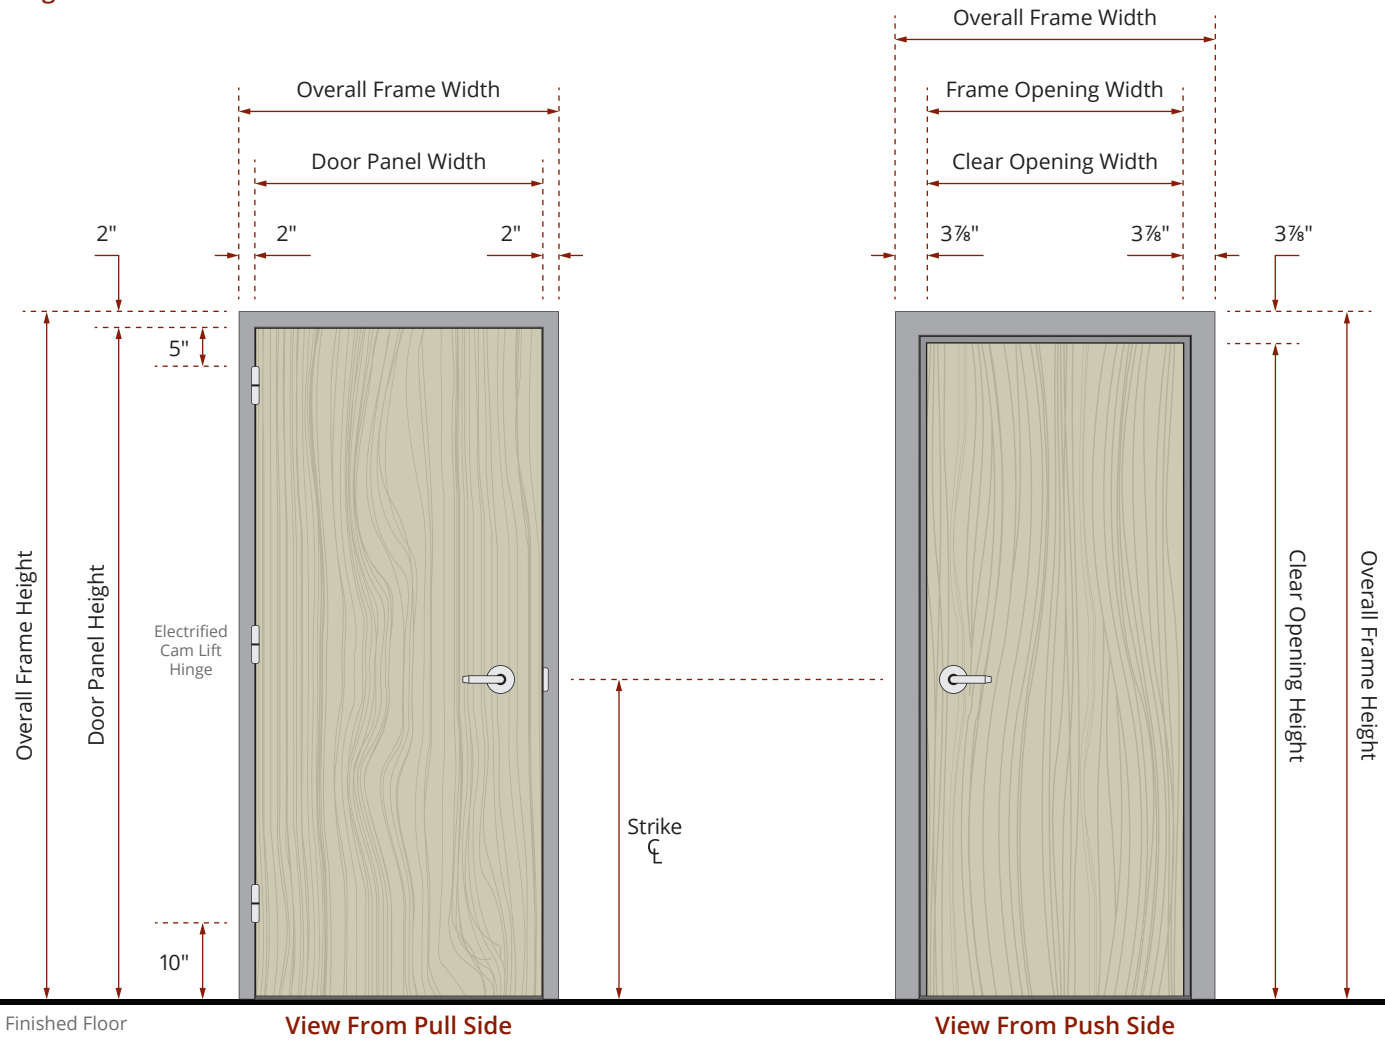 Overall Frame Width
Overall Frame Width
Frame Opening Width
Door Panel Width
Clear Opening Width
2"
2"
2"
3⅞"
3⅞"
3⅞"
5"
Overall Frame Height
Door Panel Height
Electrified
Cam Lift
Hinge
Clear Opening Height
Overall Frame Height
Strike
℄
10"
Finished Floor
View From Pull Side
View From Push Side